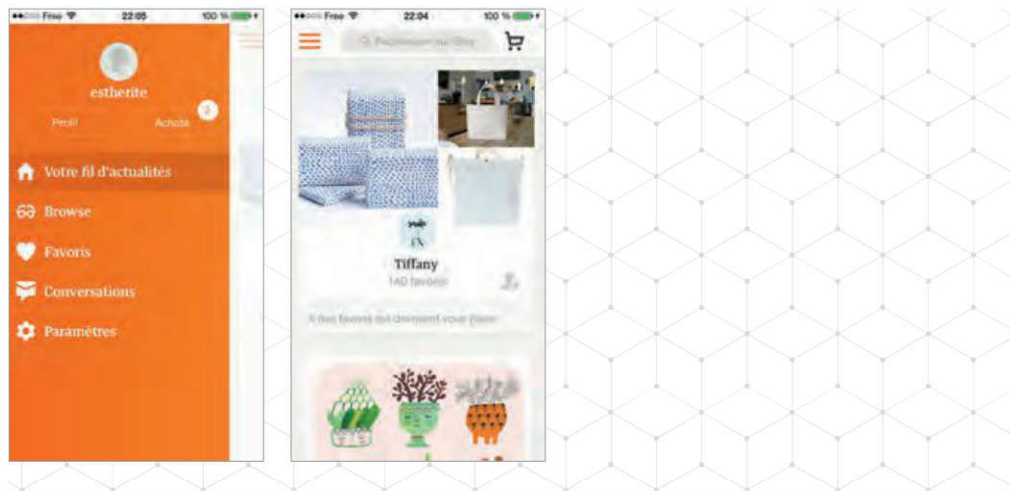 Free 22:05 100 %
estherite
Profil Achats
Votre fil d'actualités
Browse
Favoris
Conversations
Paramètres
Free 22:04 100 %
Tiffany
140 favoris